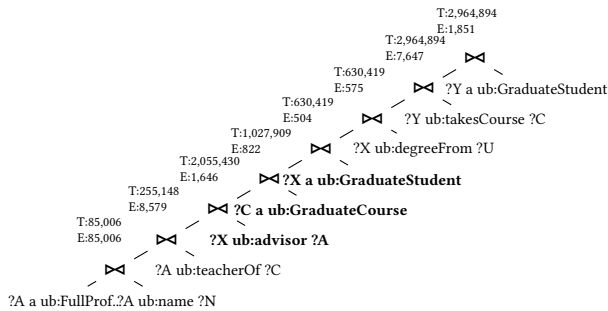 T:2,964,894
E:1,851
T:2,964,894
E:7,647
?Y a ub:GraduateStudent
T:630,419
E:575
?Y ub:takesCourse ?C
T:630,419
E:504
?X ub:degreeFrom ?U
T:1,027,909
E:822
?X a ub:GraduateStudent
T:2,055,430
E:1,646
?C a ub:GraduateCourse
T:255,148
E:8,579
?X ub:advisor ?A
T:85,006
E:85,006
?A ub:teacherOf ?C
?A a ub:FullProf..?A ub:name ?N